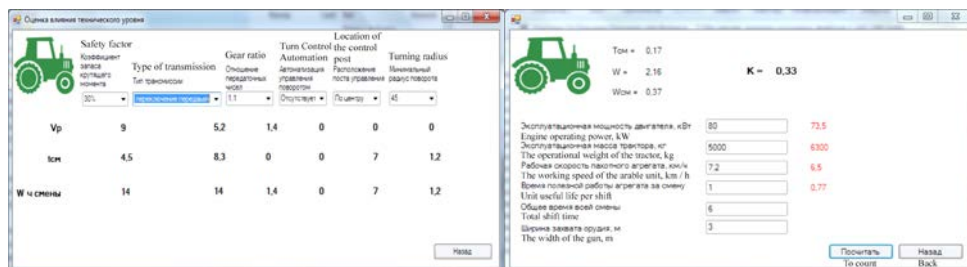 Оценка влияния технического уровня
Safety factor
Коэффициент
запаса
крутящего
момента
30%
Type of transmission
Тип трансмиссии
переключение передач
Gear ratio
Отношение
передаточных
чисел
1.1
Turn Control
Automation
Автоматизация
управления
поворотом
Отсутствует
Location of
the control
post
Расположение
поста управления
По центру
Turning radius
Минимальный
радиус поворота
45
Vp 9 5,2 1,4 0 0 0
tсм 4,5 8,3 0 0 7 1,2
W ч смены 14 14 1,4 0 7 1,2
Назад
Tсм = 0,17
W = 2,16
Wсм = 0,37
K = 0,33
Эксплуатационная мощность двигателя, кВт 80 73,5
Engine operating power, kW
Эксплуатационная масса трактора, кг 5000 6300
The operational weight of the tractor, kg
Рабочая скорость пахотного агрегата, км/ч 7,2 6,5
The working speed of the arable unit, km / h
Время полезной работы агрегата за смену 1 0,77
Unit useful life per shift
Общее время всей смены 6
Total shift time
Ширина захвата орудия, м 3
The width of the gun, m
Посчитать Назад
To count Back